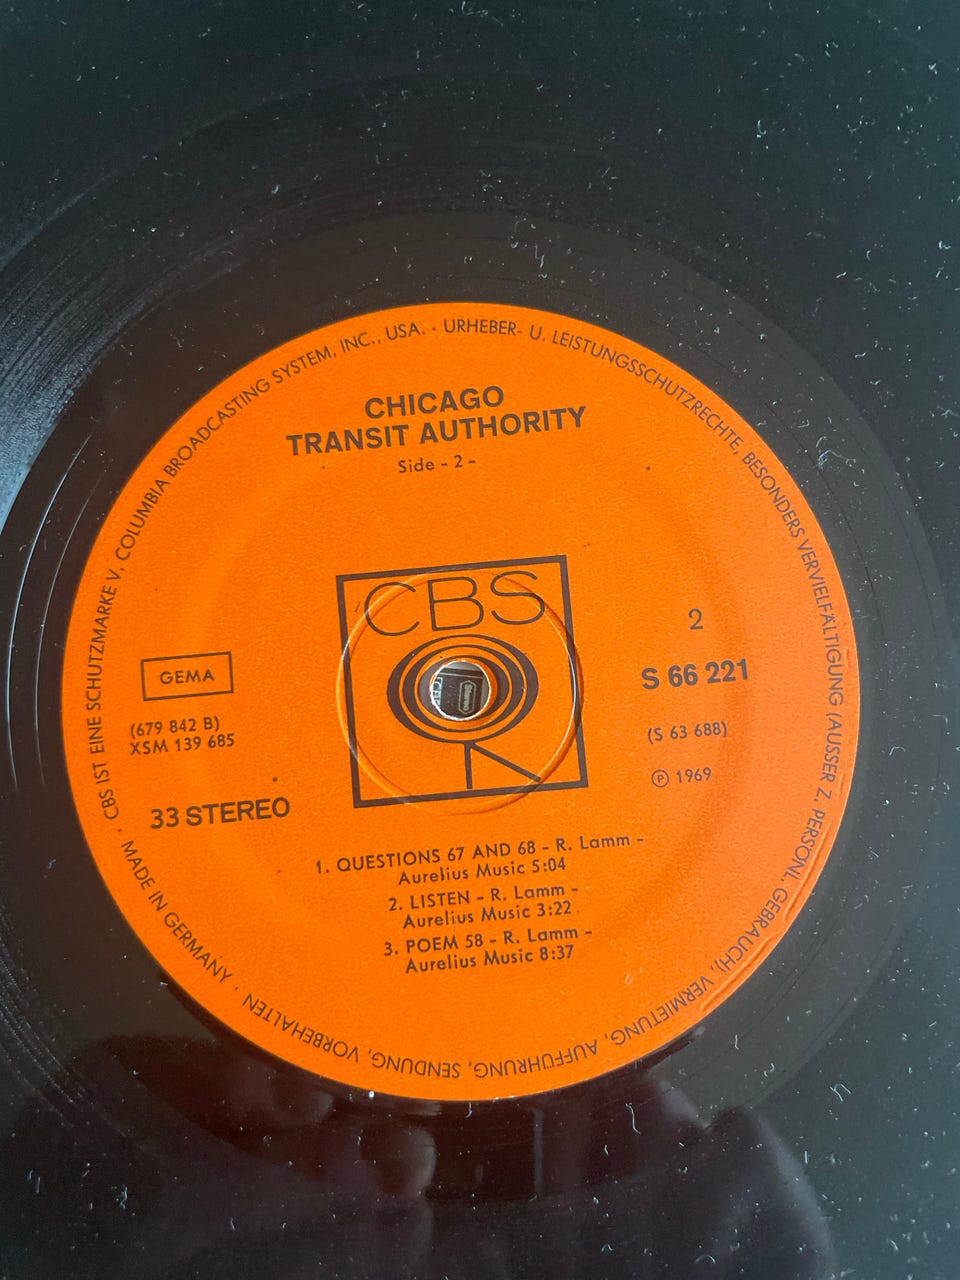 CBS IST EINE SCHUTZMARKE V. COLUMBIA BROADCASTING SYSTEM, INC., USA. · URHEBER- U. LEISTUNGSSCHUTZRECHTE, BESONDERS VERVIELFÄLTIGUNG (AUSSER Z. PERSÖNL. GEBRAUCH), VERMIETUNG, AUFFÜHRUNG, SENDUNG, VORBEHALTEN · MADE IN GERMANY ·
CHICAGO
TRANSIT AUTHORITY
Side - 2 -
CBS
2
GEMA
S 66 221
(679 842 B)
XSM 139 685
(S 63 688)
℗ 1969
33 STEREO
1. QUESTIONS 67 AND 68 - R. Lamm -
Aurelius Music 5:04
2. LISTEN - R. Lamm -
Aurelius Music 3:22
3. POEM 58 - R. Lamm -
Aurelius Music 8:37
Stereo